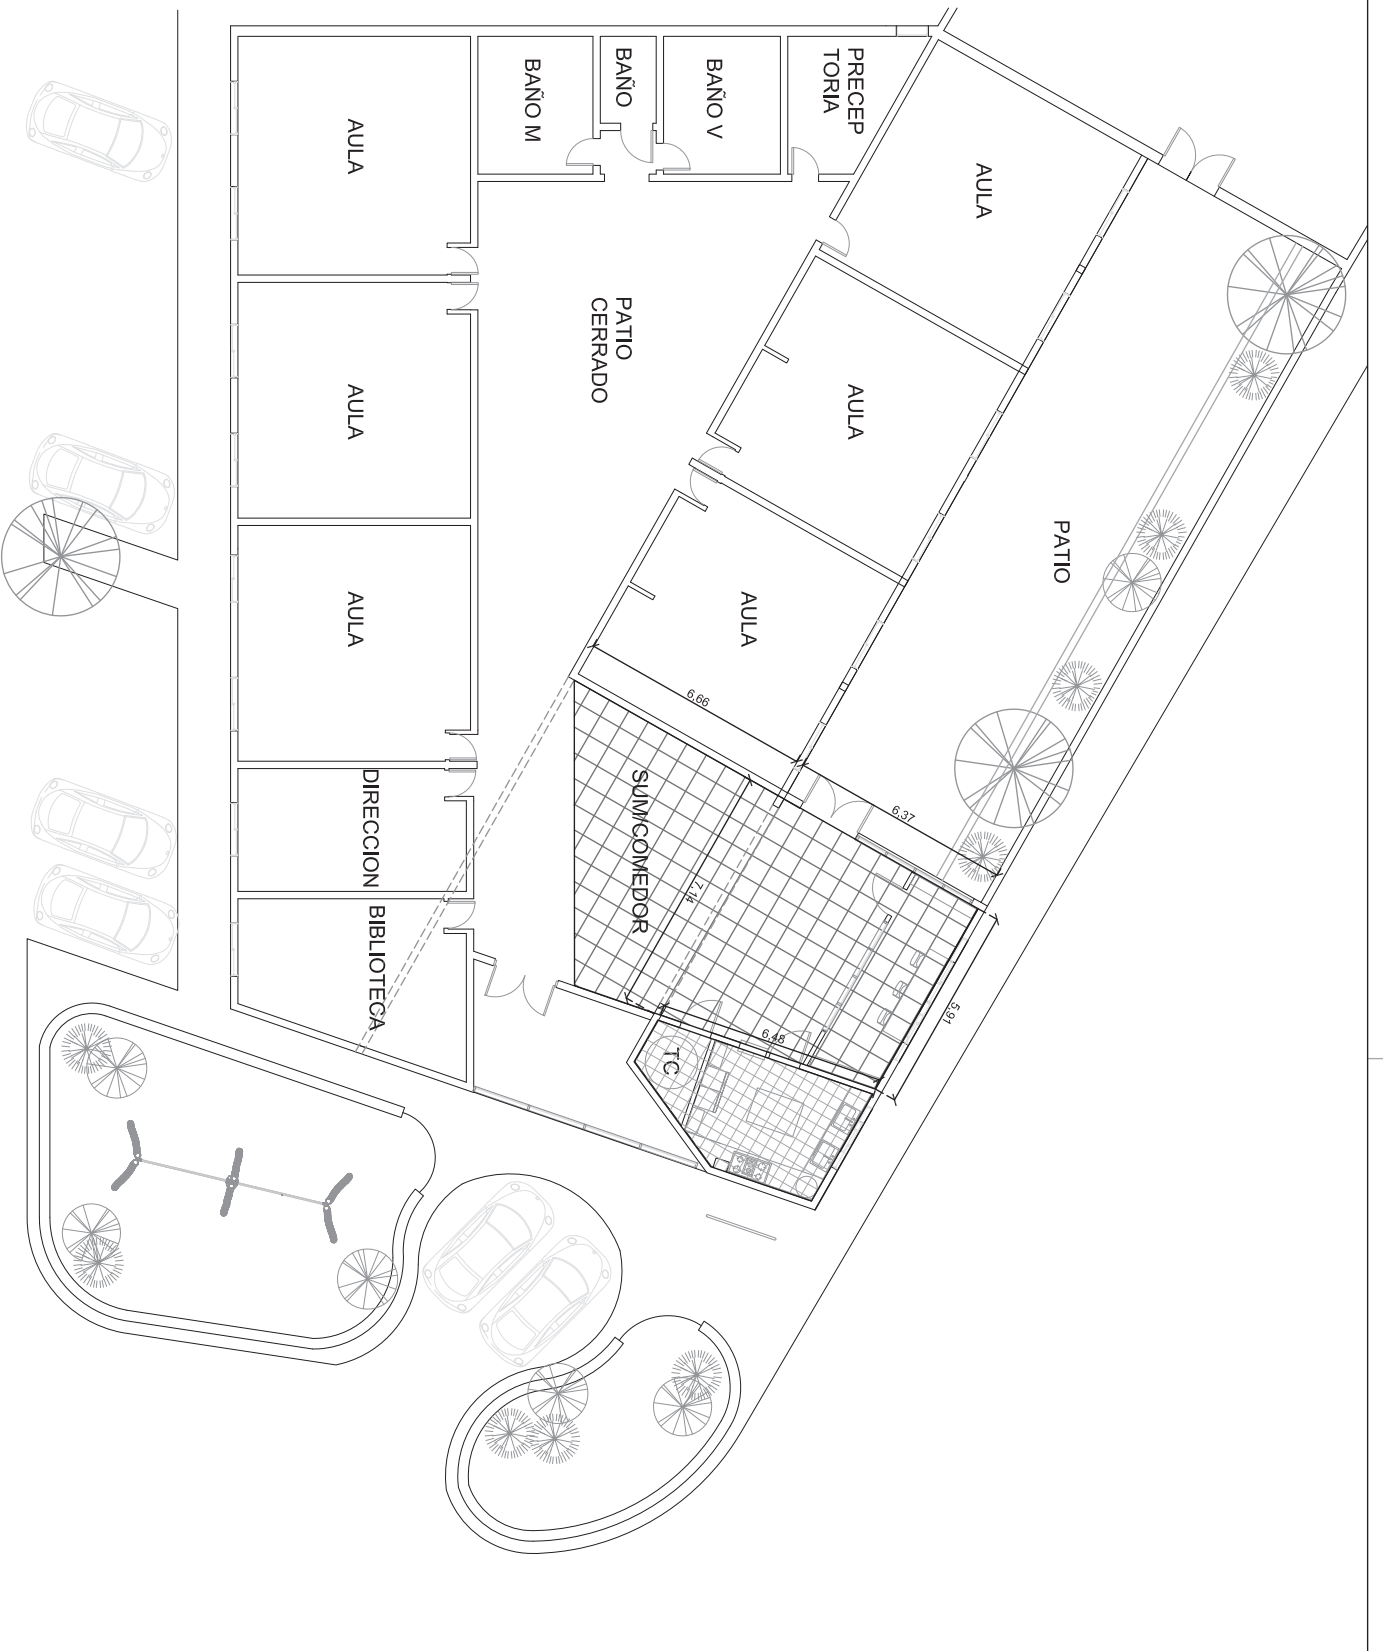 PRECEP
TORIA
BAÑO V
BAÑO
BAÑO M
AULA
AULA
AULA
AULA
AULA
AULA
PATIO
CERRADO
PATIO
6,66
6,37
SUM/COMEDOR
7,14
5,91
6,48
TC
DIRECCION
BIBLIOTECA